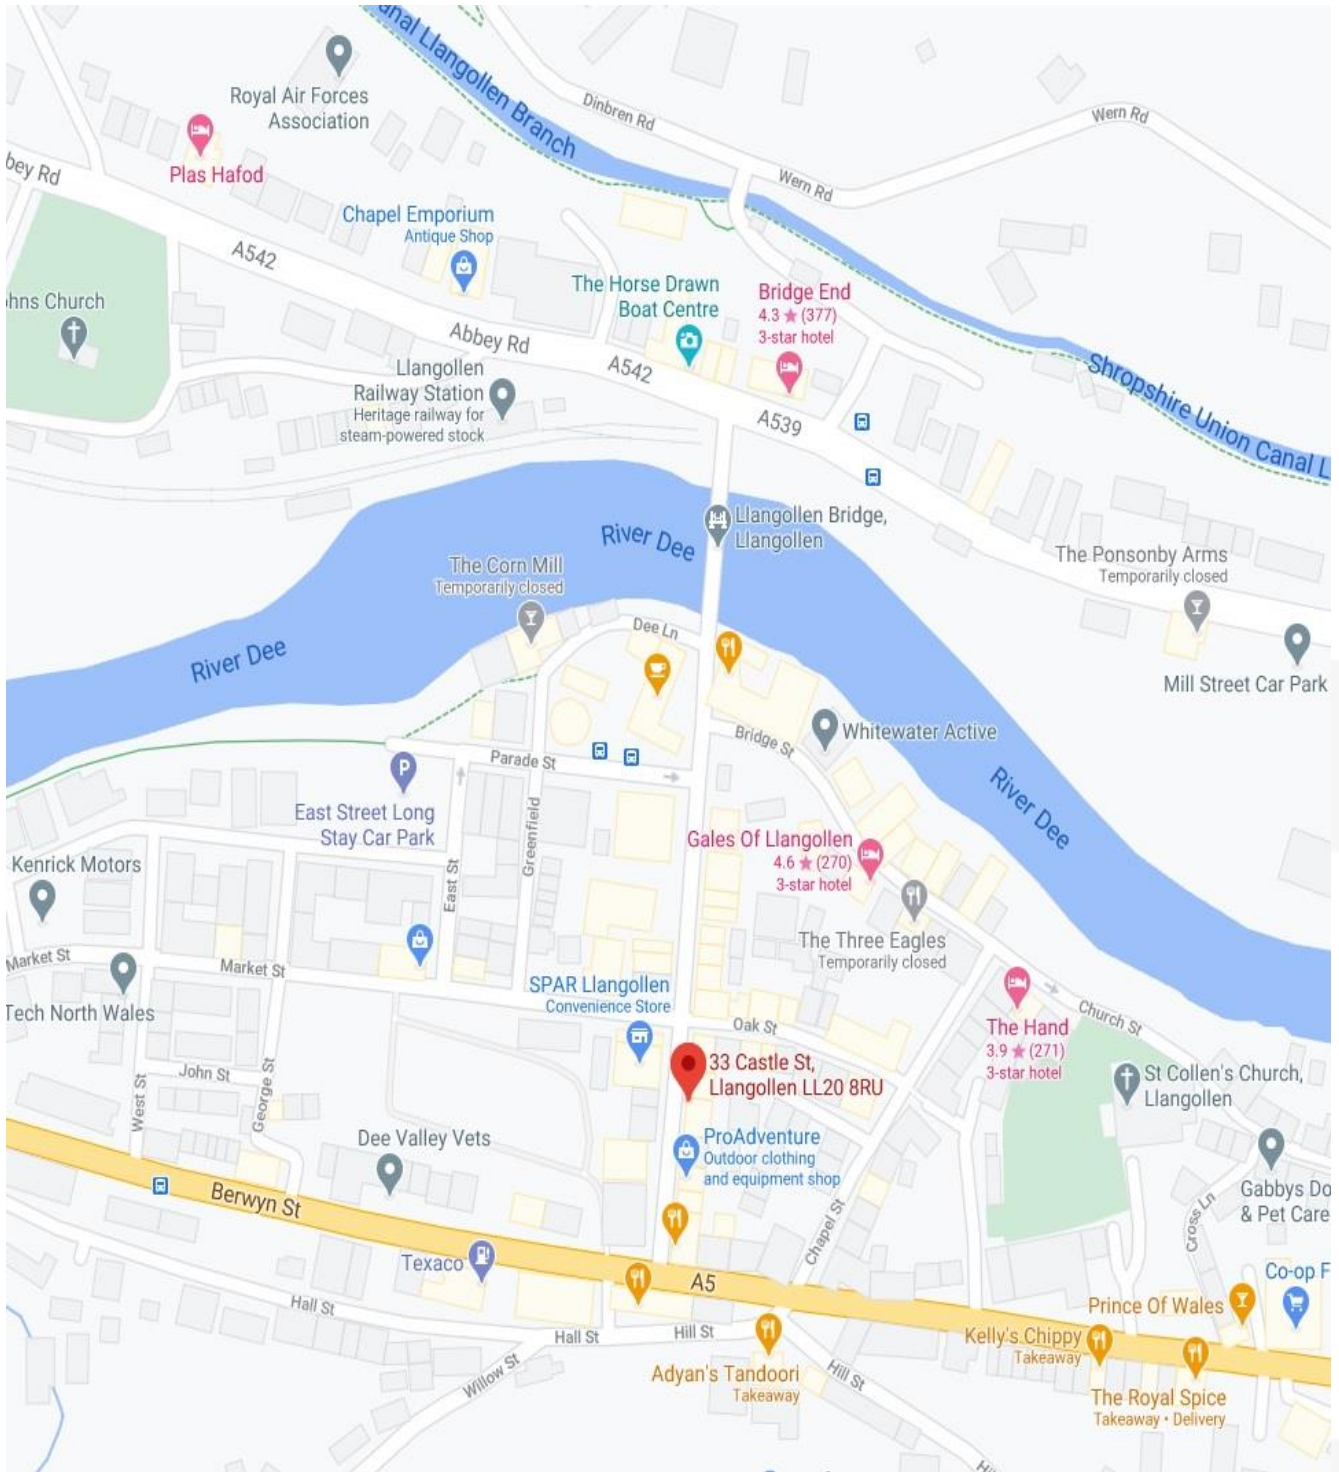 anal Llangollen Branch
Royal Air Forces
Association
Dinbren Rd
Wern Rd
Wern Rd
Plas Hafod
bbey Rd
Chapel Emporium
Antique Shop
A542
The Horse Drawn
Boat Centre
Bridge End
4.3 ★ (377)
3-star hotel
ohns Church
Abbey Rd
A542
Llangollen
Railway Station
Heritage railway for
steam-powered stock
A539
Shropshire Union Canal L
Llangollen Bridge,
Llangollen
River Dee
The Corn Mill
Temporarily closed
The Ponsonby Arms
Temporarily closed
River Dee
Dee Ln
Mill Street Car Park
Bridge St
Whitewater Active
P
Parade St
River Dee
East Street Long
Stay Car Park
Greenfield
Gales Of Llangollen
4.6 ★ (270)
3-star hotel
Kenrick Motors
East St
The Three Eagles
Temporarily closed
Market St
Market St
SPAR Llangollen
Convenience Store
Tech North Wales
The Hand
3.9 ★ (271)
3-star hotel
Church St
Oak St
33 Castle St,
Llangollen LL20 8RU
John St
West St
George St
St Collen's Church,
Llangollen
Dee Valley Vets
ProAdventure
Outdoor clothing
and equipment shop
Berwyn St
Chapel St
Cross Ln
Gabbys Do
& Pet Care
Texaco
A5
Co-op F
Hall St
Hall St
Hill St
Prince Of Wales
Kelly's Chippy
Takeaway
Adyan's Tandoori
Takeaway
Willow St
Hill St
The Royal Spice
Takeaway • Delivery
Hi